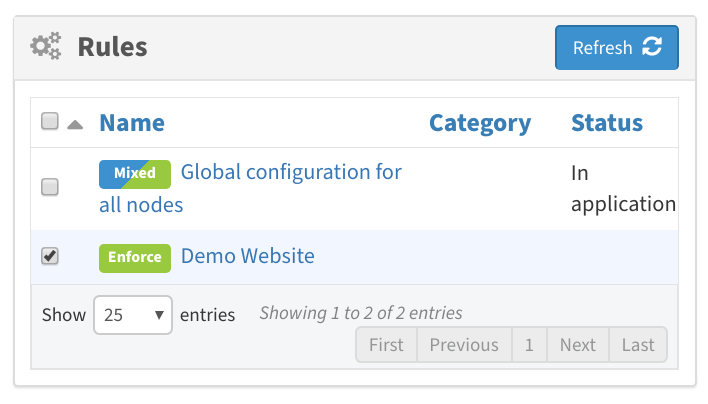 Rules
Refresh
Name Category Status
Mixed Global configuration for all nodes
In application
Enforce Demo Website
Show 25 entries Showing 1 to 2 of 2 entries
First Previous 1 Next Last